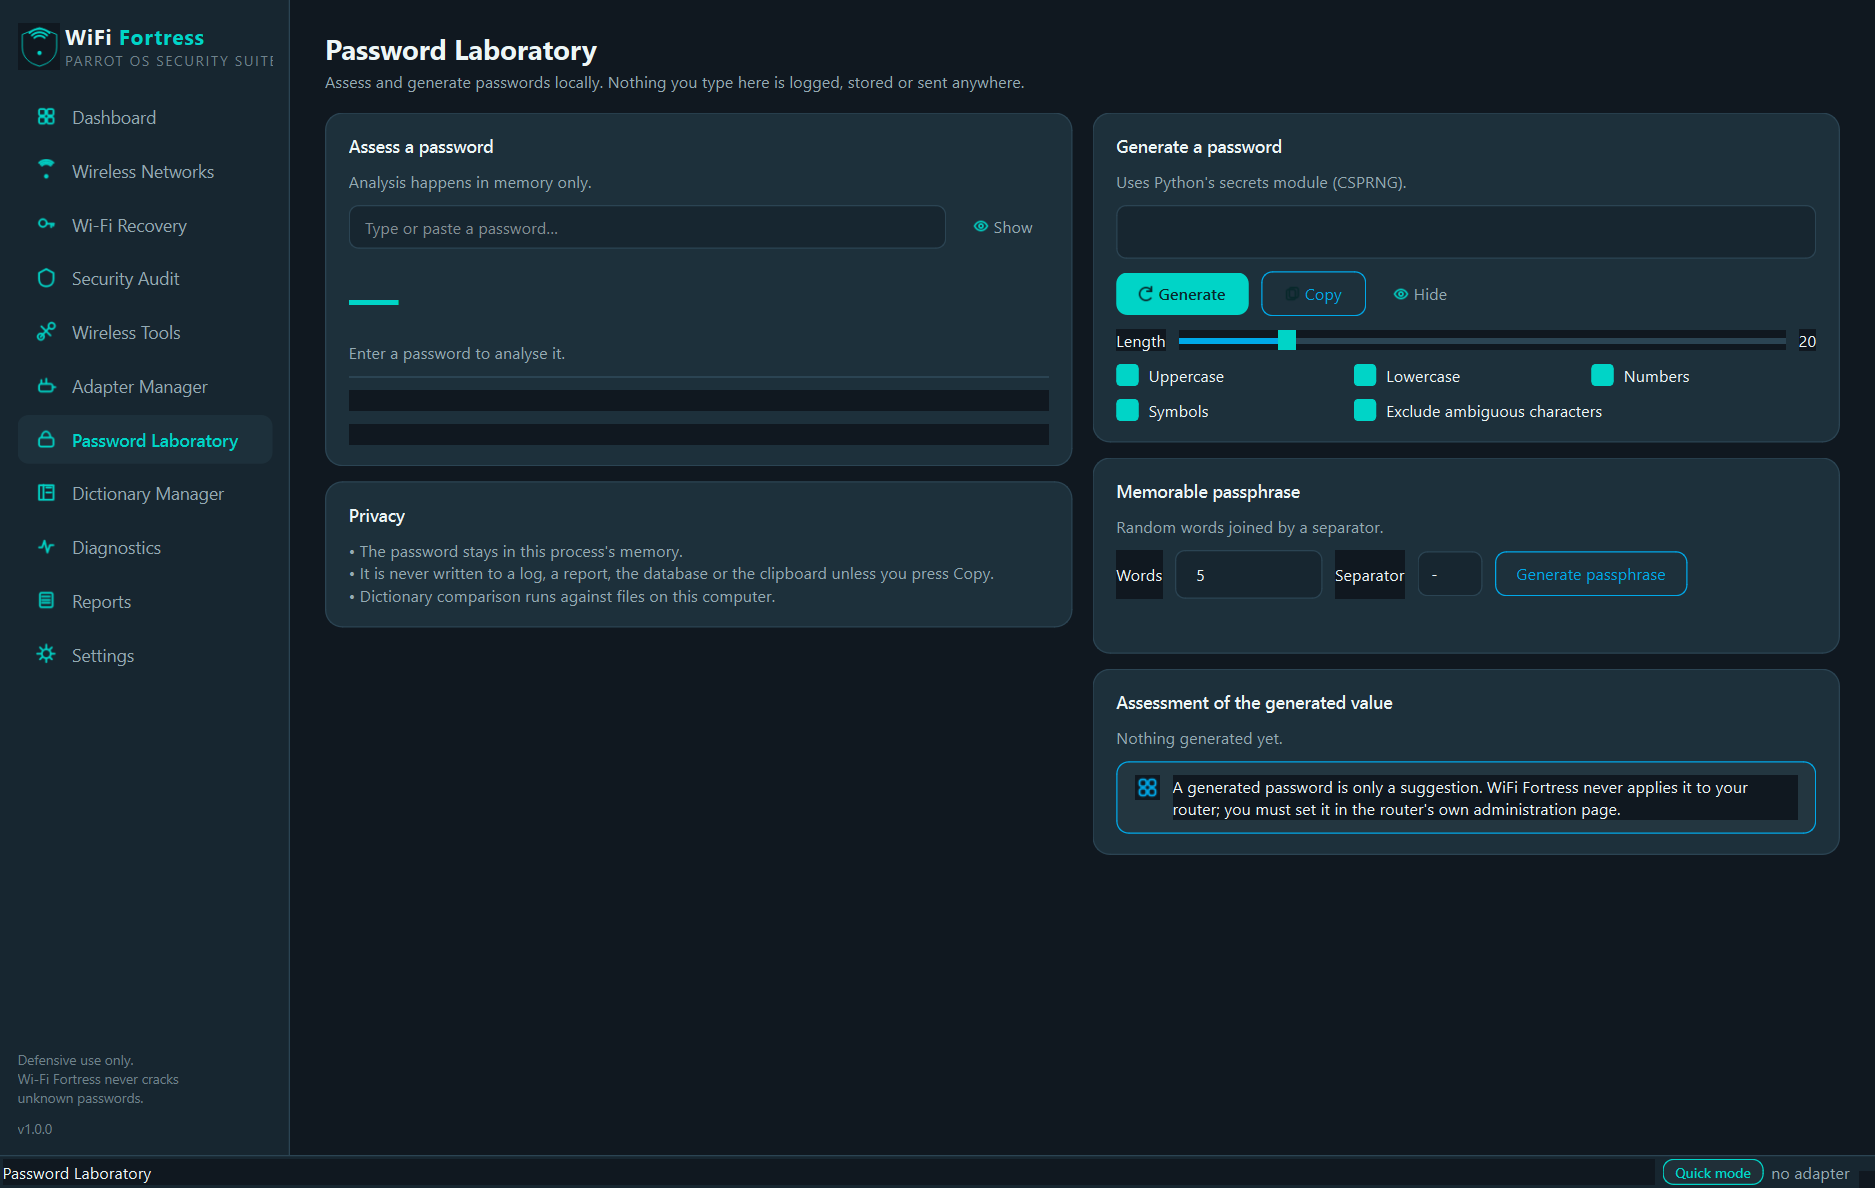 WiFi Fortress
PARROT OS SECURITY SUITE
Dashboard
Wireless Networks
Wi-Fi Recovery
Security Audit
Wireless Tools
Adapter Manager
Password Laboratory
Dictionary Manager
Diagnostics
Reports
Settings
Defensive use only.
Wi-Fi Fortress never cracks
unknown passwords.
v1.0.0
Password Laboratory
Assess and generate passwords locally. Nothing you type here is logged, stored or sent anywhere.
Assess a password
Analysis happens in memory only.
Type or paste a password...
Show
Enter a password to analyse it.
Privacy
• The password stays in this process's memory.
• It is never written to a log, a report, the database or the clipboard unless you press Copy.
• Dictionary comparison runs against files on this computer.
Generate a password
Uses Python's secrets module (CSPRNG).
Generate Copy Hide
Length 20
Uppercase Lowercase Numbers
Symbols Exclude ambiguous characters
Memorable passphrase
Random words joined by a separator.
Words 5 Separator - Generate passphrase
Assessment of the generated value
Nothing generated yet.
A generated password is only a suggestion. WiFi Fortress never applies it to your
router; you must set it in the router's own administration page.
Password Laboratory
Quick mode no adapter